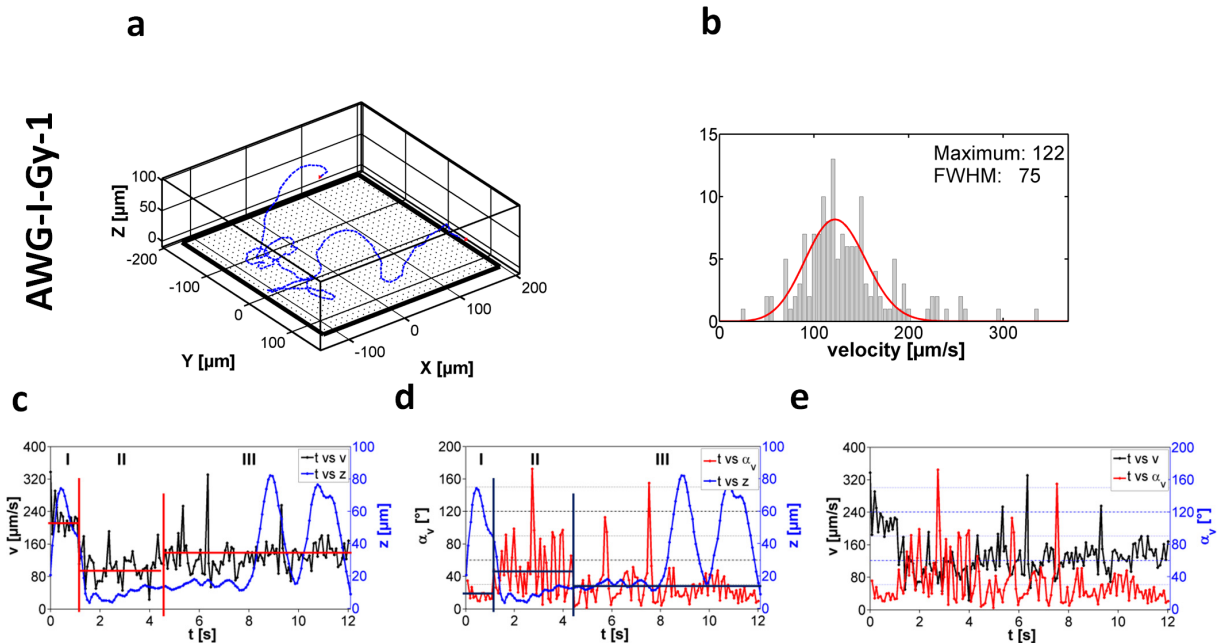 a
b
AWG-I-Gy-1
Z [µm]
100
50
0
-200
-100
0
100
Y [µm]
-100
0
100
200
X [µm]
15
10
5
0
Maximum: 122
FWHM: 75
0 100 200 300
velocity [µm/s]
c
d
e
v [µm/s]
400
320
240
160
80
0
I II III
t vs v
t vs z
100
80
60
40
20
0
z [µm]
0 2 4 6 8 10 12
t [s]
αv [°]
200
160
120
80
40
0
I II III
t vs αv
t vs z
100
80
60
40
20
0
z [µm]
0 2 4 6 8 10 12
t [s]
v [µm/s]
400
320
240
160
80
0
t vs v
t vs αv
200
160
120
80
40
0
αv [°]
0 2 4 6 8 10 12
t [s]